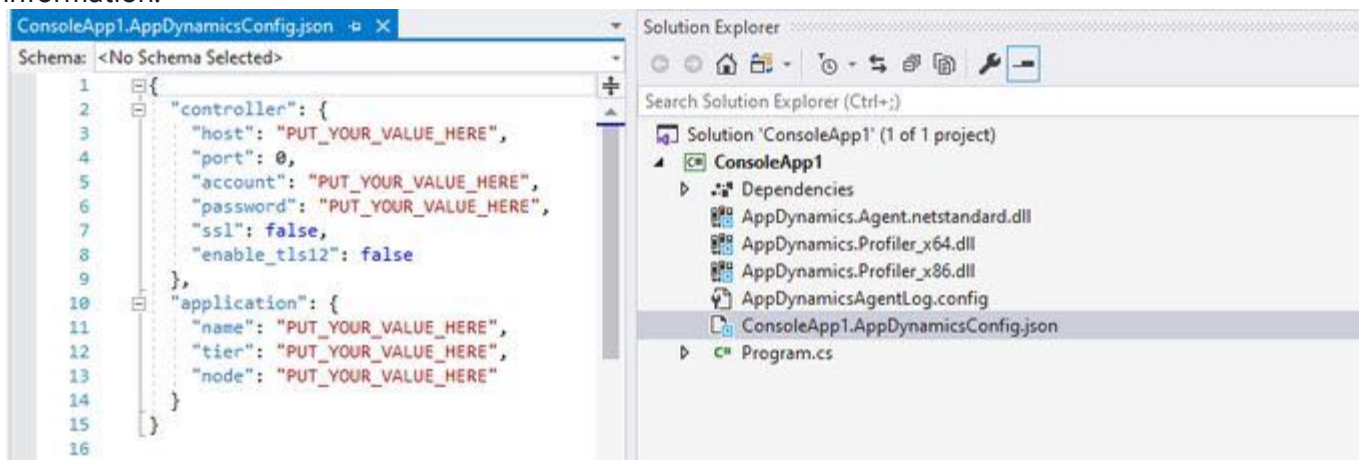 information.
ConsoleApp1.AppDynamicsConfig.json
Schema: <No Schema Selected>
1 {
2 "controller": {
3 "host": "PUT_YOUR_VALUE_HERE",
4 "port": 0,
5 "account": "PUT_YOUR_VALUE_HERE",
6 "password": "PUT_YOUR_VALUE_HERE",
7 "ssl": false,
8 "enable_tls12": false
9 },
10 "application": {
11 "name": "PUT_YOUR_VALUE_HERE",
12 "tier": "PUT_YOUR_VALUE_HERE",
13 "node": "PUT_YOUR_VALUE_HERE"
14 }
15 }
16
Solution Explorer
Search Solution Explorer (Ctrl+;)
Solution 'ConsoleApp1' (1 of 1 project)
C# ConsoleApp1
Dependencies
AppDynamics.Agent.netstandard.dll
AppDynamics.Profiler_x64.dll
AppDynamics.Profiler_x86.dll
AppDynamicsAgentLog.config
ConsoleApp1.AppDynamicsConfig.json
C# Program.cs